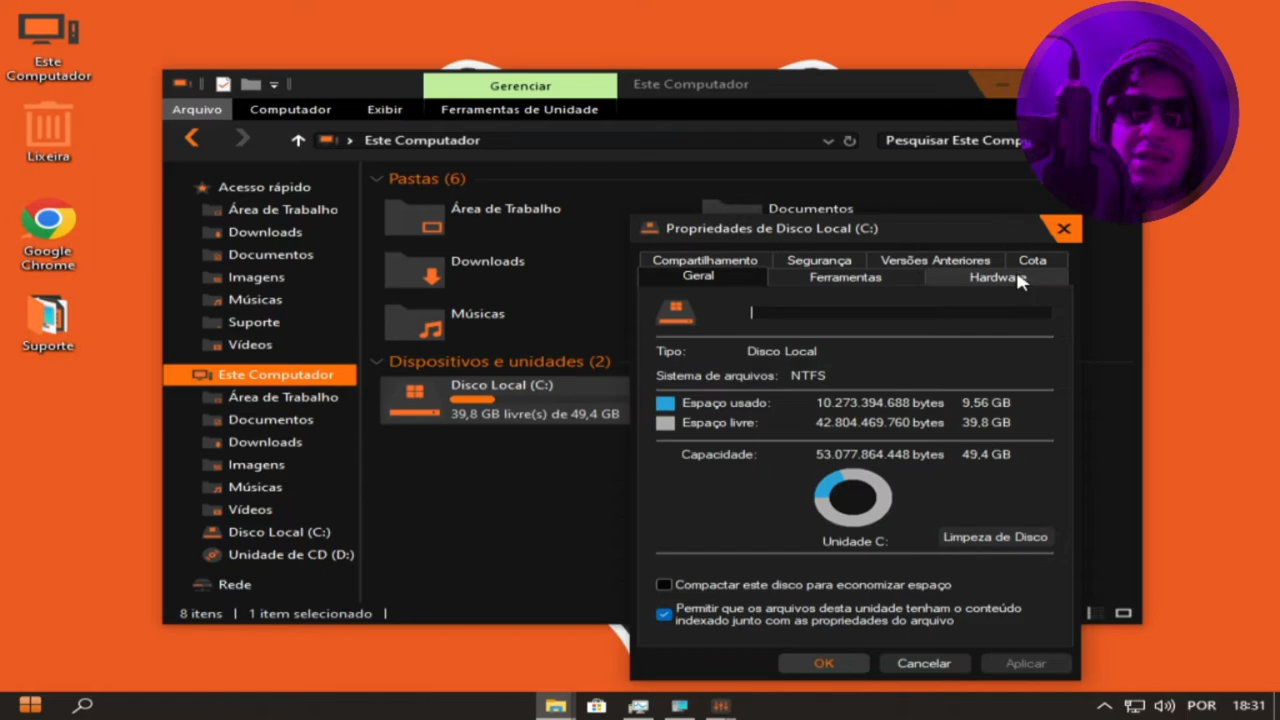 Este
Computador
Lixeira
Google
Chrome
Suporte
Gerenciar
Este Computador
Arquivo
Computador
Exibir
Ferramentas de Unidade
Este Computador
Pesquisar Este Comp
Acesso rápido
Área de Trabalho
Downloads
Documentos
Imagens
Músicas
Suporte
Vídeos
Este Computador
Área de Trabalho
Documentos
Downloads
Imagens
Músicas
Vídeos
Disco Local (C:)
Unidade de CD (D:)
Rede
Pastas (6)
Área de Trabalho
Documentos
Downloads
Músicas
Dispositivos e unidades (2)
Disco Local (C:)
39,8 GB livre(s) de 49,4 GB
8 itens
1 item selecionado
Propriedades de Disco Local (C:)
Compartilhamento
Segurança
Versões Anteriores
Cota
Geral
Ferramentas
Hardware
Tipo: Disco Local
Sistema de arquivos: NTFS
Espaço usado: 10.273.394.688 bytes 9,56 GB
Espaço livre: 42.804.469.760 bytes 39,8 GB
Capacidade: 53.077.864.448 bytes 49,4 GB
Unidade C:
Limpeza de Disco
Compactar este disco para economizar espaço
Permitir que os arquivos desta unidade tenham o conteúdo
indexado junto com as propriedades do arquivo
OK
Cancelar
Aplicar
POR
18:31